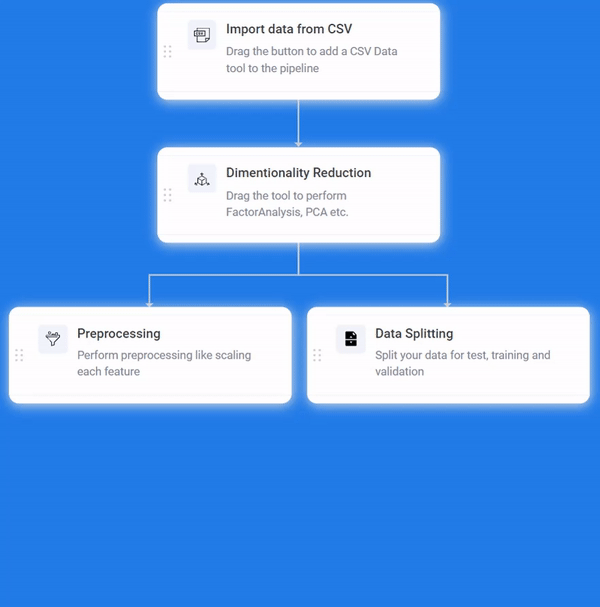 Import data from CSV
Drag the button to add a CSV Data
tool to the pipeline
Dimentionality Reduction
Drag the tool to perform
FactorAnalysis, PCA etc.
Preprocessing
Perform preprocessing like scaling
each feature
Data Splitting
Split your data for test, training and
validation